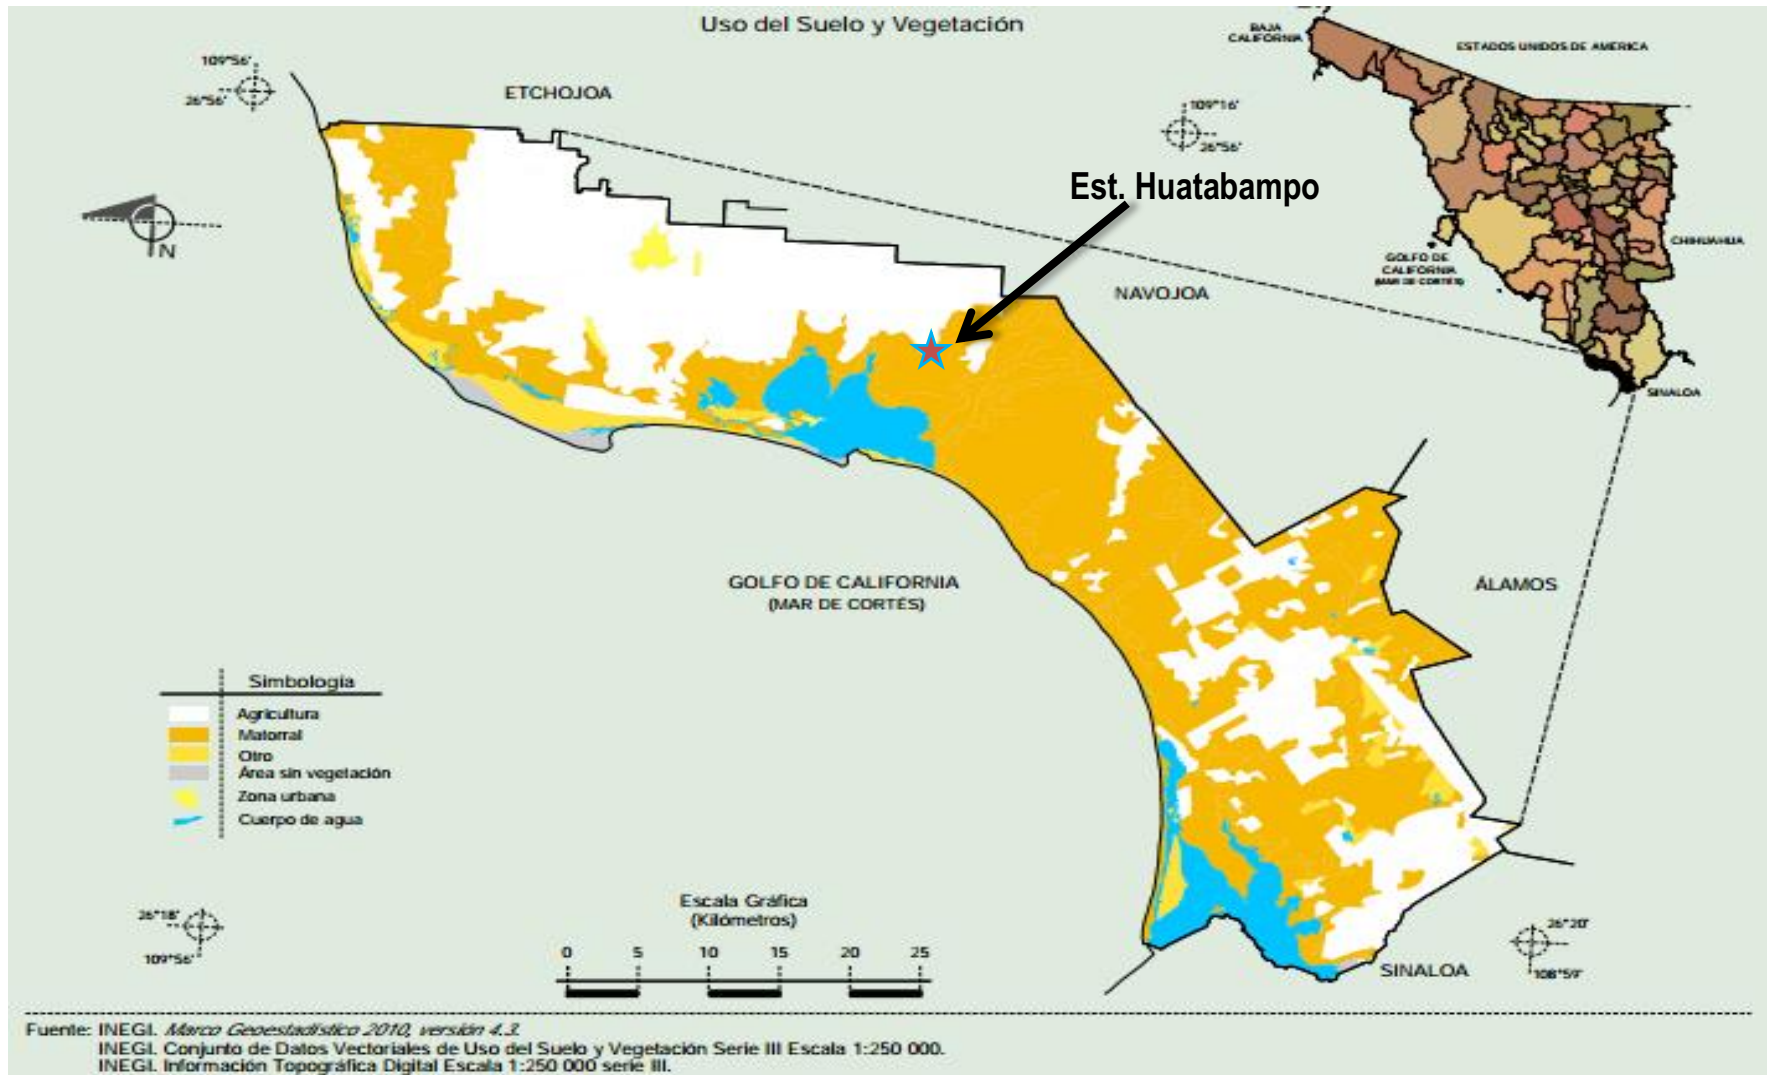 Uso del Suelo y Vegetación
BAJA
CALIFORNIA
ESTADOS UNIDOS DE AMÉRICA
109°56'
26°56'
ETCHOJOA
109°16'
26°56'
Est. Huatabampo
N
CHIHUAHUA
GOLFO DE
CALIFORNIA
(MAR DE CORTÉS)
NAVOJOA
SINALOA
GOLFO DE CALIFORNIA
(MAR DE CORTÉS)
ÁLAMOS
Simbología
Agricultura
Matorral
Otro
Área sin vegetación
Zona urbana
Cuerpo de agua
26°18'
109°56'
Escala Gráfica
(Kilómetros)
0 5 10 15 20 25
26°20'
108°59'
SINALOA
Fuente: INEGI. Marco Geoestadístico 2010, versión 4.3.
INEGI. Conjunto de Datos Vectoriales de Uso del Suelo y Vegetación Serie III Escala 1:250 000.
INEGI. Información Topográfica Digital Escala 1:250 000 serie III.